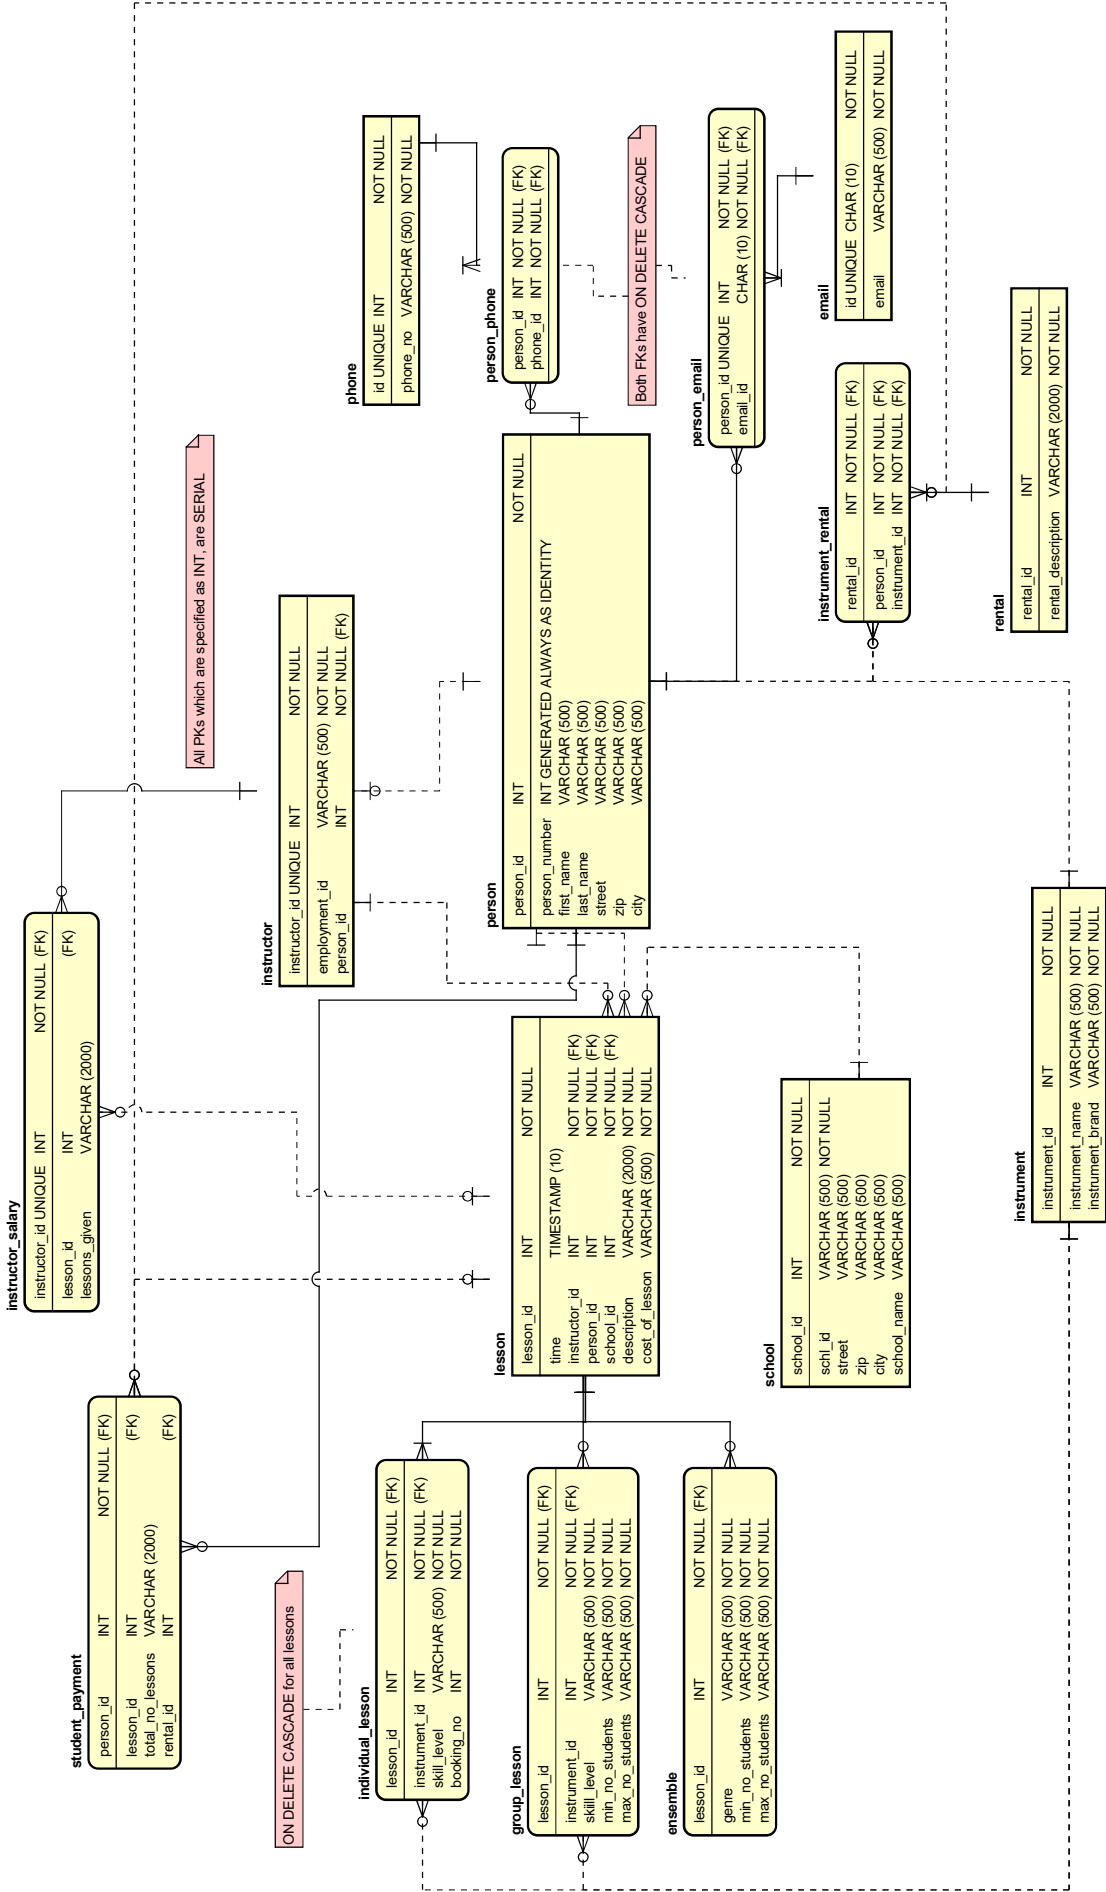 student_payment
person_id INT NOT NULL (FK)
lesson_id INT (FK)
total_no_lessons VARCHAR (2000)
rental_id INT (FK)
instructor_salary
instructor_id UNIQUE INT NOT NULL (FK)
lesson_id INT (FK)
lessons_given VARCHAR (2000)
All PKs which are specified as INT, are SERIAL
ON DELETE CASCADE for all lessons
instructor
instructor_id UNIQUE INT NOT NULL
employment_id VARCHAR (500) NOT NULL
person_id INT NOT NULL (FK)
phone
id UNIQUE INT NOT NULL
phone_no VARCHAR (500) NOT NULL
individual_lesson
lesson_id INT NOT NULL (FK)
instrument_id INT NOT NULL (FK)
skill_level VARCHAR (500) NOT NULL
booking_no INT NOT NULL
lesson
lesson_id INT NOT NULL
time TIMESTAMP (10)
instructor_id INT NOT NULL (FK)
person_id INT NOT NULL (FK)
school_id INT NOT NULL (FK)
description VARCHAR (2000) NOT NULL
cost_of_lesson VARCHAR (500) NOT NULL
person
person_id INT NOT NULL
person_number INT GENERATED ALWAYS AS IDENTITY
first_name VARCHAR (500)
last_name VARCHAR (500)
street VARCHAR (500)
zip VARCHAR (500)
city VARCHAR (500)
person_phone
person_id INT NOT NULL (FK)
phone_id INT NOT NULL (FK)
group_lesson
lesson_id INT NOT NULL (FK)
instrument_id INT NOT NULL (FK)
skiill_level VARCHAR (500) NOT NULL
min_no_students VARCHAR (500) NOT NULL
max_no_students VARCHAR (500) NOT NULL
Both FKs have ON DELETE CASCADE
ensemble
lesson_id INT NOT NULL (FK)
genre VARCHAR (500) NOT NULL
min_no_students VARCHAR (500) NOT NULL
max_no_students VARCHAR (500) NOT NULL
person_email
person_id UNIQUE INT NOT NULL (FK)
email_id CHAR (10) NOT NULL (FK)
school
school_id INT NOT NULL
schl_id VARCHAR (500) NOT NULL
street VARCHAR (500)
zip VARCHAR (500)
city VARCHAR (500)
school_name VARCHAR (500)
instrument_rental
rental_id INT NOT NULL (FK)
person_id INT NOT NULL (FK)
instrument_id INT NOT NULL (FK)
email
id UNIQUE CHAR (10) NOT NULL
email VARCHAR (500) NOT NULL
rental
rental_id INT NOT NULL
rental_description VARCHAR (2000) NOT NULL
instrument
instrument_id INT NOT NULL
instrument_name VARCHAR (500) NOT NULL
instrument_brand VARCHAR (500) NOT NULL